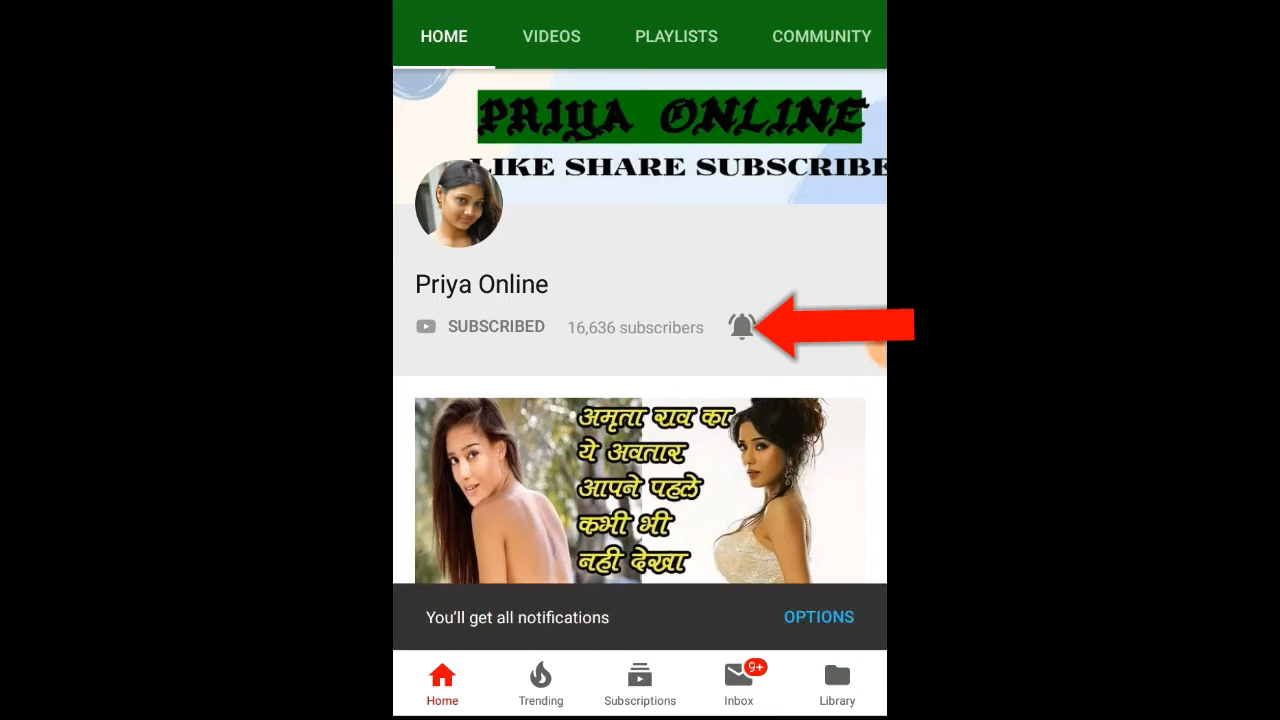 HOME VIDEOS PLAYLISTS COMMUNITY
PRIYA ONLINE
LIKE SHARE SUBSCRIBE
Priya Online
SUBSCRIBED 16,636 subscribers
अमृता राव का
ये अवतार
आपने पहले
कभी भी
नही देखा
You'll get all notifications OPTIONS
9+
Home Trending Subscriptions Inbox Library